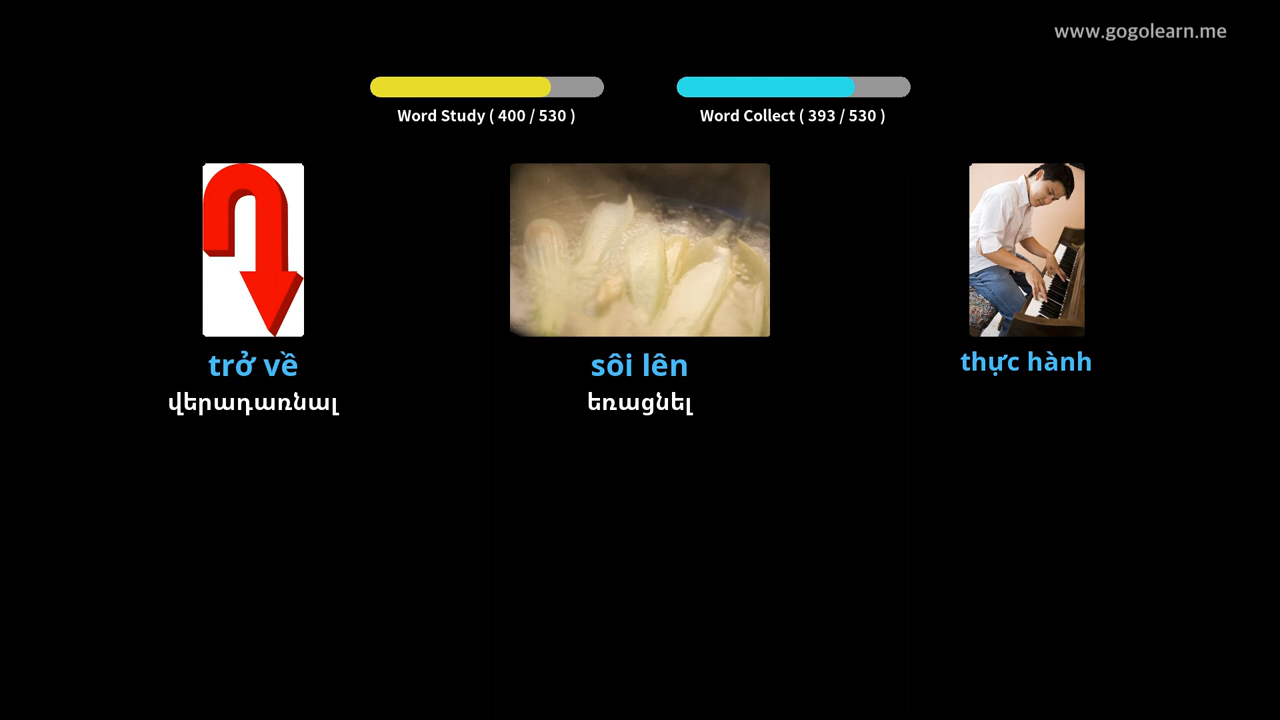 www.gogolearn.me
Word Study ( 400 / 530 )
Word Collect ( 393 / 530 )
trở về
վերադառնալ
sôi lên
եռացնել
thực hành